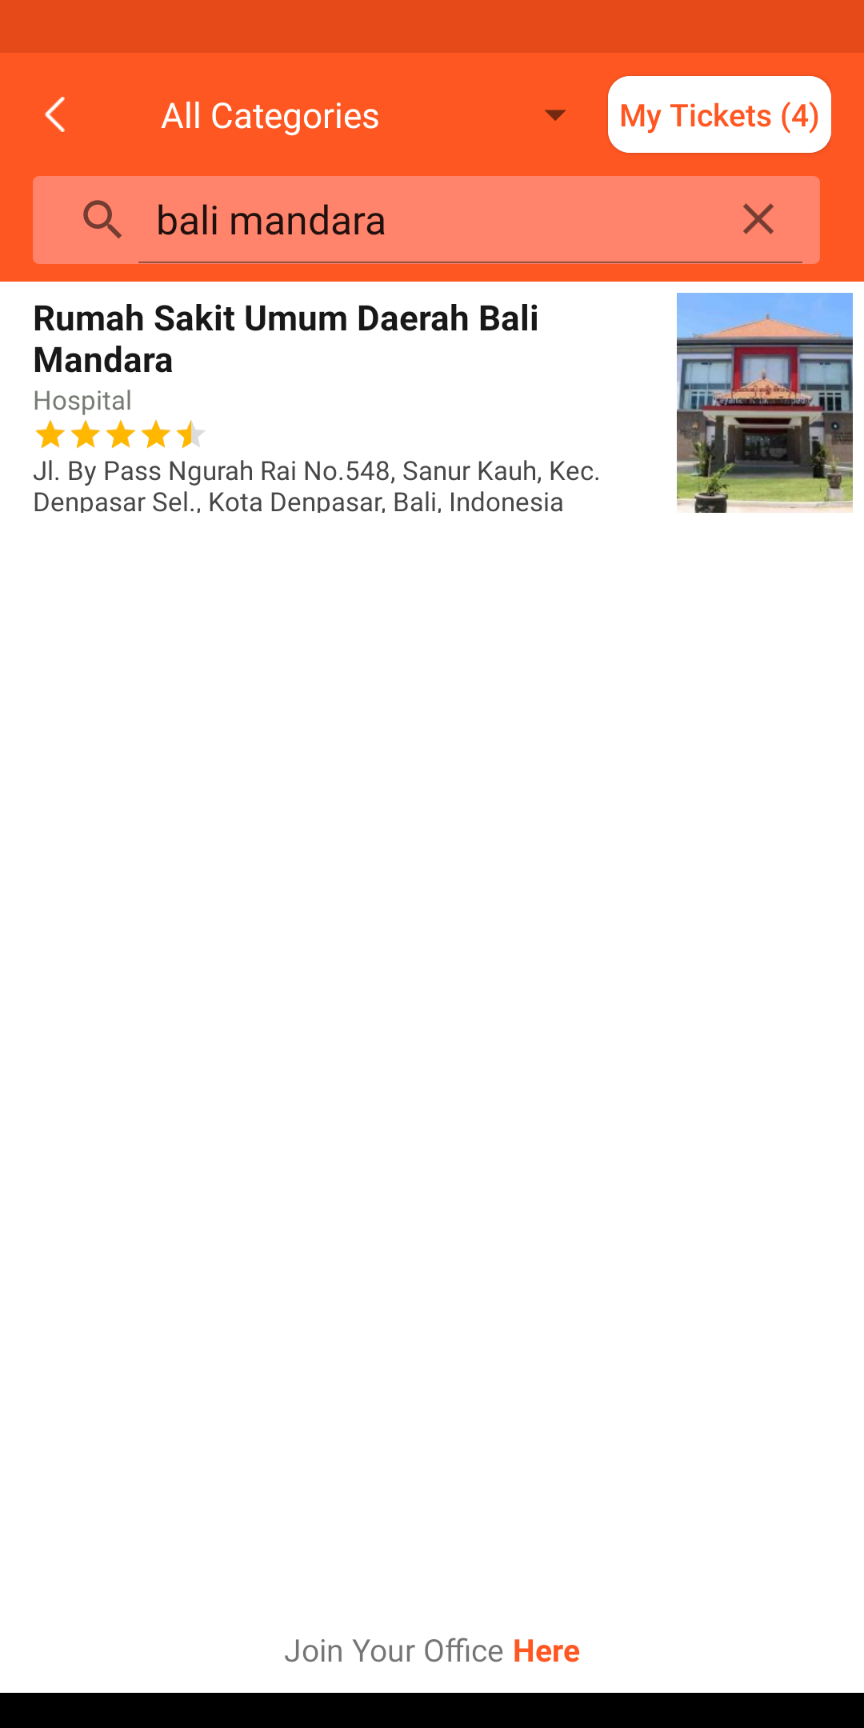 All Categories
My Tickets (4)
bali mandara
Rumah Sakit Umum Daerah Bali
Mandara
Hospital
Jl. By Pass Ngurah Rai No.548, Sanur Kauh, Kec.
Denpasar Sel., Kota Denpasar, Bali, Indonesia
Join Your Office Here